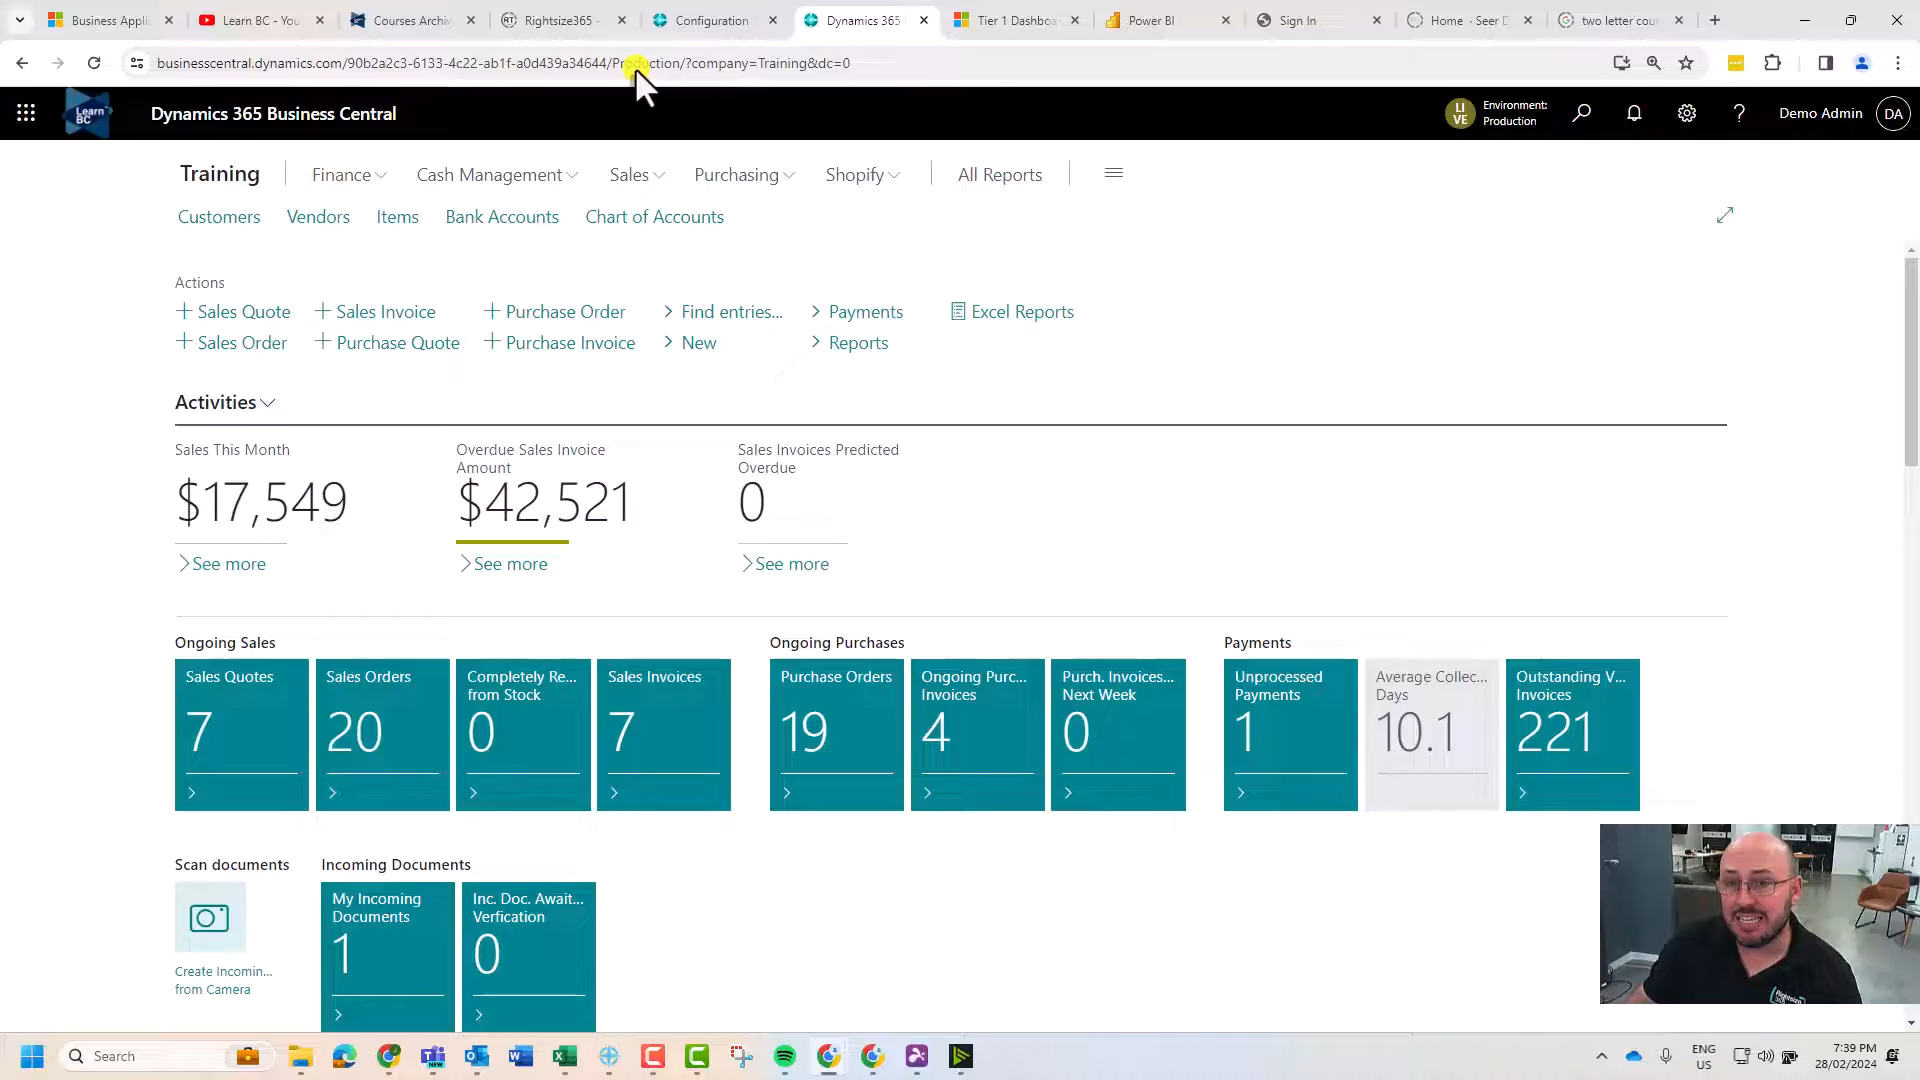 Business Appli
Learn BC - You
Courses Archiv
Rightsize365 -
Configuration
Dynamics 365
Tier 1 Dashboa
Power BI
Sign In
Home - Seer D
two letter cou
businesscentral.dynamics.com/90b2a2c3-6133-4c22-ab1f-a0d439a34644/Production/?company=Training&dc=0
Learn BC
Dynamics 365 Business Central
LIVE
Environment: Production
Demo Admin
DA
Training
Finance
Cash Management
Sales
Purchasing
Shopify
All Reports
Customers
Vendors
Items
Bank Accounts
Chart of Accounts
Actions
Sales Quote
Sales Invoice
Purchase Order
Find entries...
Payments
Excel Reports
Sales Order
Purchase Quote
Purchase Invoice
New
Reports
Activities
Sales This Month
$17,549
See more
Overdue Sales Invoice
Amount
$42,521
See more
Sales Invoices Predicted
Overdue
0
See more
Ongoing Sales
Sales Quotes
7
Sales Orders
20
Completely Re...
from Stock
0
Sales Invoices
7
Ongoing Purchases
Purchase Orders
19
Ongoing Purc...
Invoices
4
Purch. Invoices...
Next Week
0
Payments
Unprocessed
Payments
1
Average Collec...
Days
10.1
Outstanding V...
Invoices
221
Scan documents
Create Incomin...
from Camera
Incoming Documents
My Incoming
Documents
1
Inc. Doc. Await...
Verfication
0
Rightsize
Search
NEW
ENG
US
7:39 PM
28/02/2024